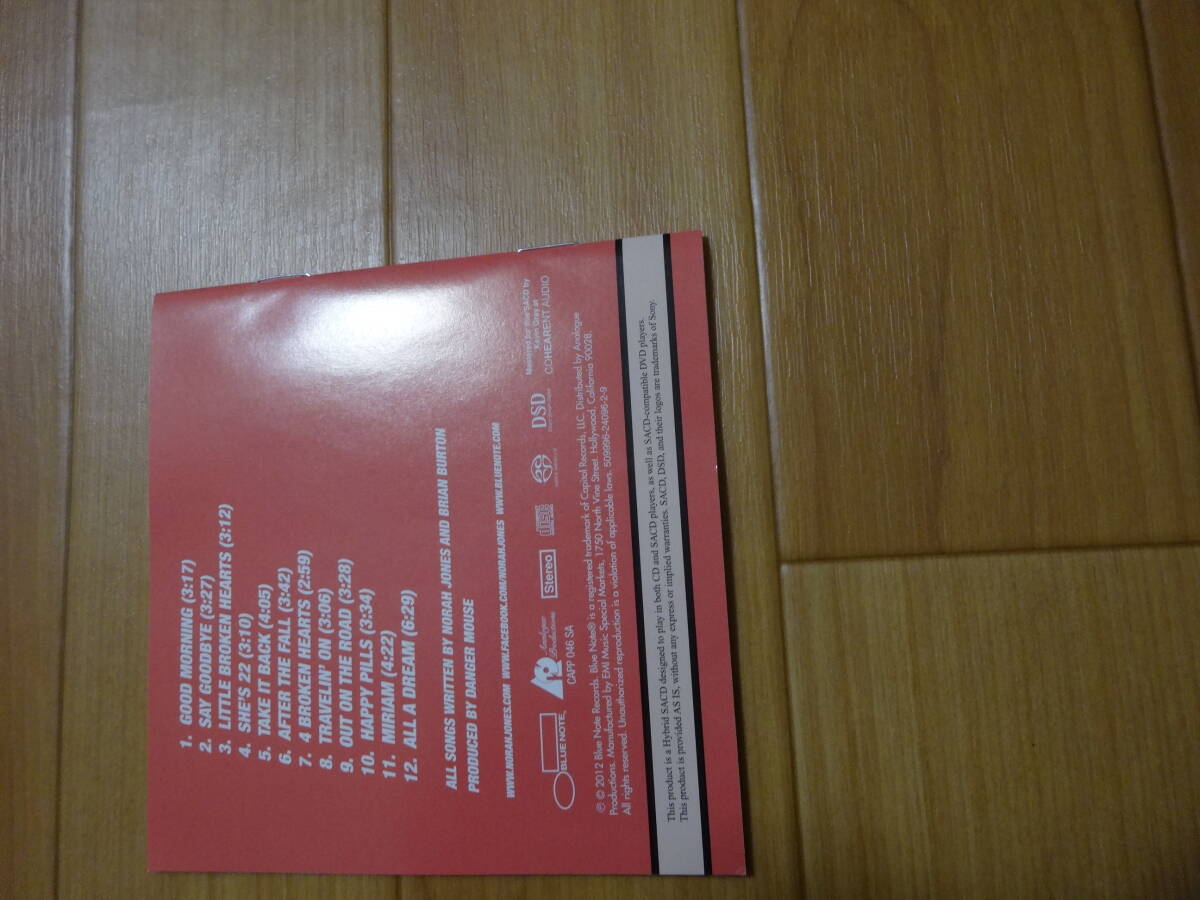 1. GOOD MORNING (3:17)
2. SAY GOODBYE (3:27)
3. LITTLE BROKEN HEARTS (3:12)
4. SHE'S 22 (3:10)
5. TAKE IT BACK (4:05)
6. AFTER THE FALL (3:42)
7. 4 BROKEN HEARTS (2:59)
8. TRAVELIN' ON (3:06)
9. OUT ON THE ROAD (3:28)
10. HAPPY PILLS (3:34)
11. MIRIAM (4:22)
12. ALL A DREAM (6:29)
ALL SONGS WRITTEN BY NORAH JONES AND BRIAN BURTON
PRODUCED BY DANGER MOUSE
WWW.NORAHJONES.COM WWW.FACEBOOK.COM/NORAHJONES WWW.BLUENOTE.COM
BLUE NOTE
Analogue
Productions
CAPP 046 SA
Stereo
DISC
DSD
Mastered for this SACD by
Kevin Gray at
COHEARENT AUDIO
℗ © 2012 Blue Note Records. Blue Note® is a registered trademark of Capitol Records, LLC. Distributed by Analogue
Productions. Manufactured by EMI Music Special Markets, 1750 North Vine Street. Hollywood, California 90028.
All rights reserved. Unauthorized reproduction is a violation of applicable laws. 509996-24096-2-9
This product is a Hybrid SACD designed to play in both CD and SACD players, as well as SACD-compatible DVD players.
This product is provided AS IS, without any express or implied warranties. SACD, DSD, and their logos are trademarks of Sony.